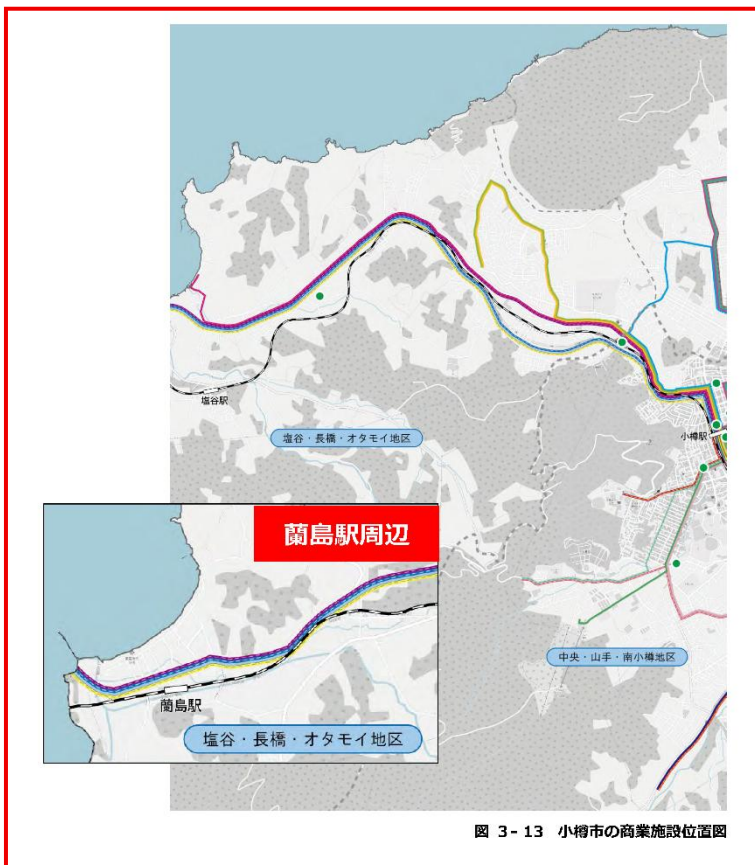 塩谷駅
小樽駅
塩谷・長橋・オタモイ地区
蘭島駅周辺
中央・山手・南小樽地区
蘭島駅
塩谷・長橋・オタモイ地区
図 3- 13 小樽市の商業施設位置図